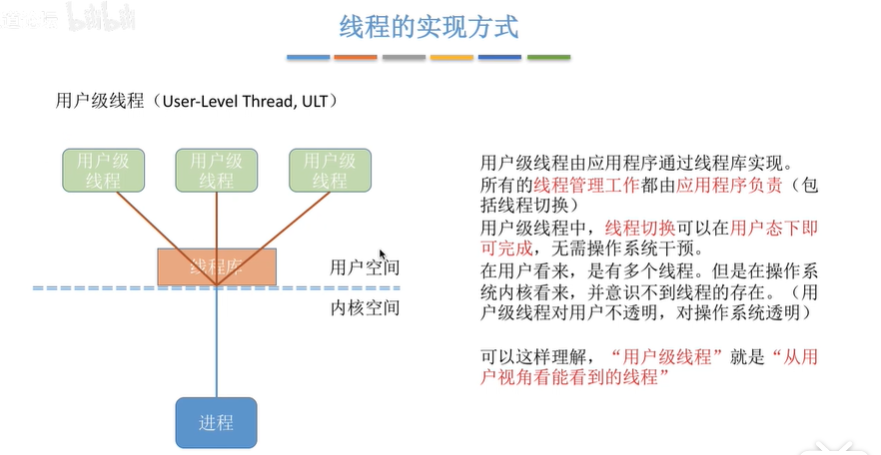 bilibili
线程的实现方式
用户级线程（User-Level Thread, ULT）
用户级
线程
用户级
线程
用户级
线程
线程库
用户空间
内核空间
进程
用户级线程由应用程序通过线程库实现。
所有的线程管理工作都由应用程序负责（包
括线程切换）
用户级线程中，线程切换可以在用户态下即
可完成，无需操作系统干预。
在用户看来，是有多个线程。但是在操作系
统内核看来，并意识不到线程的存在。（用
户级线程对用户不透明，对操作系统透明）
可以这样理解，“用户级线程”就是“从用
户视角看能看到的线程”